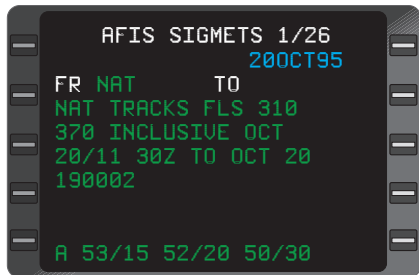 AFIS SIGMETS 1/26
20OCT95
FR NAT TO
NAT TRACKS FLS 310
370 INCLUSIVE OCT
20/11 30Z TO OCT 20
190002
A 53/15 52/20 50/30